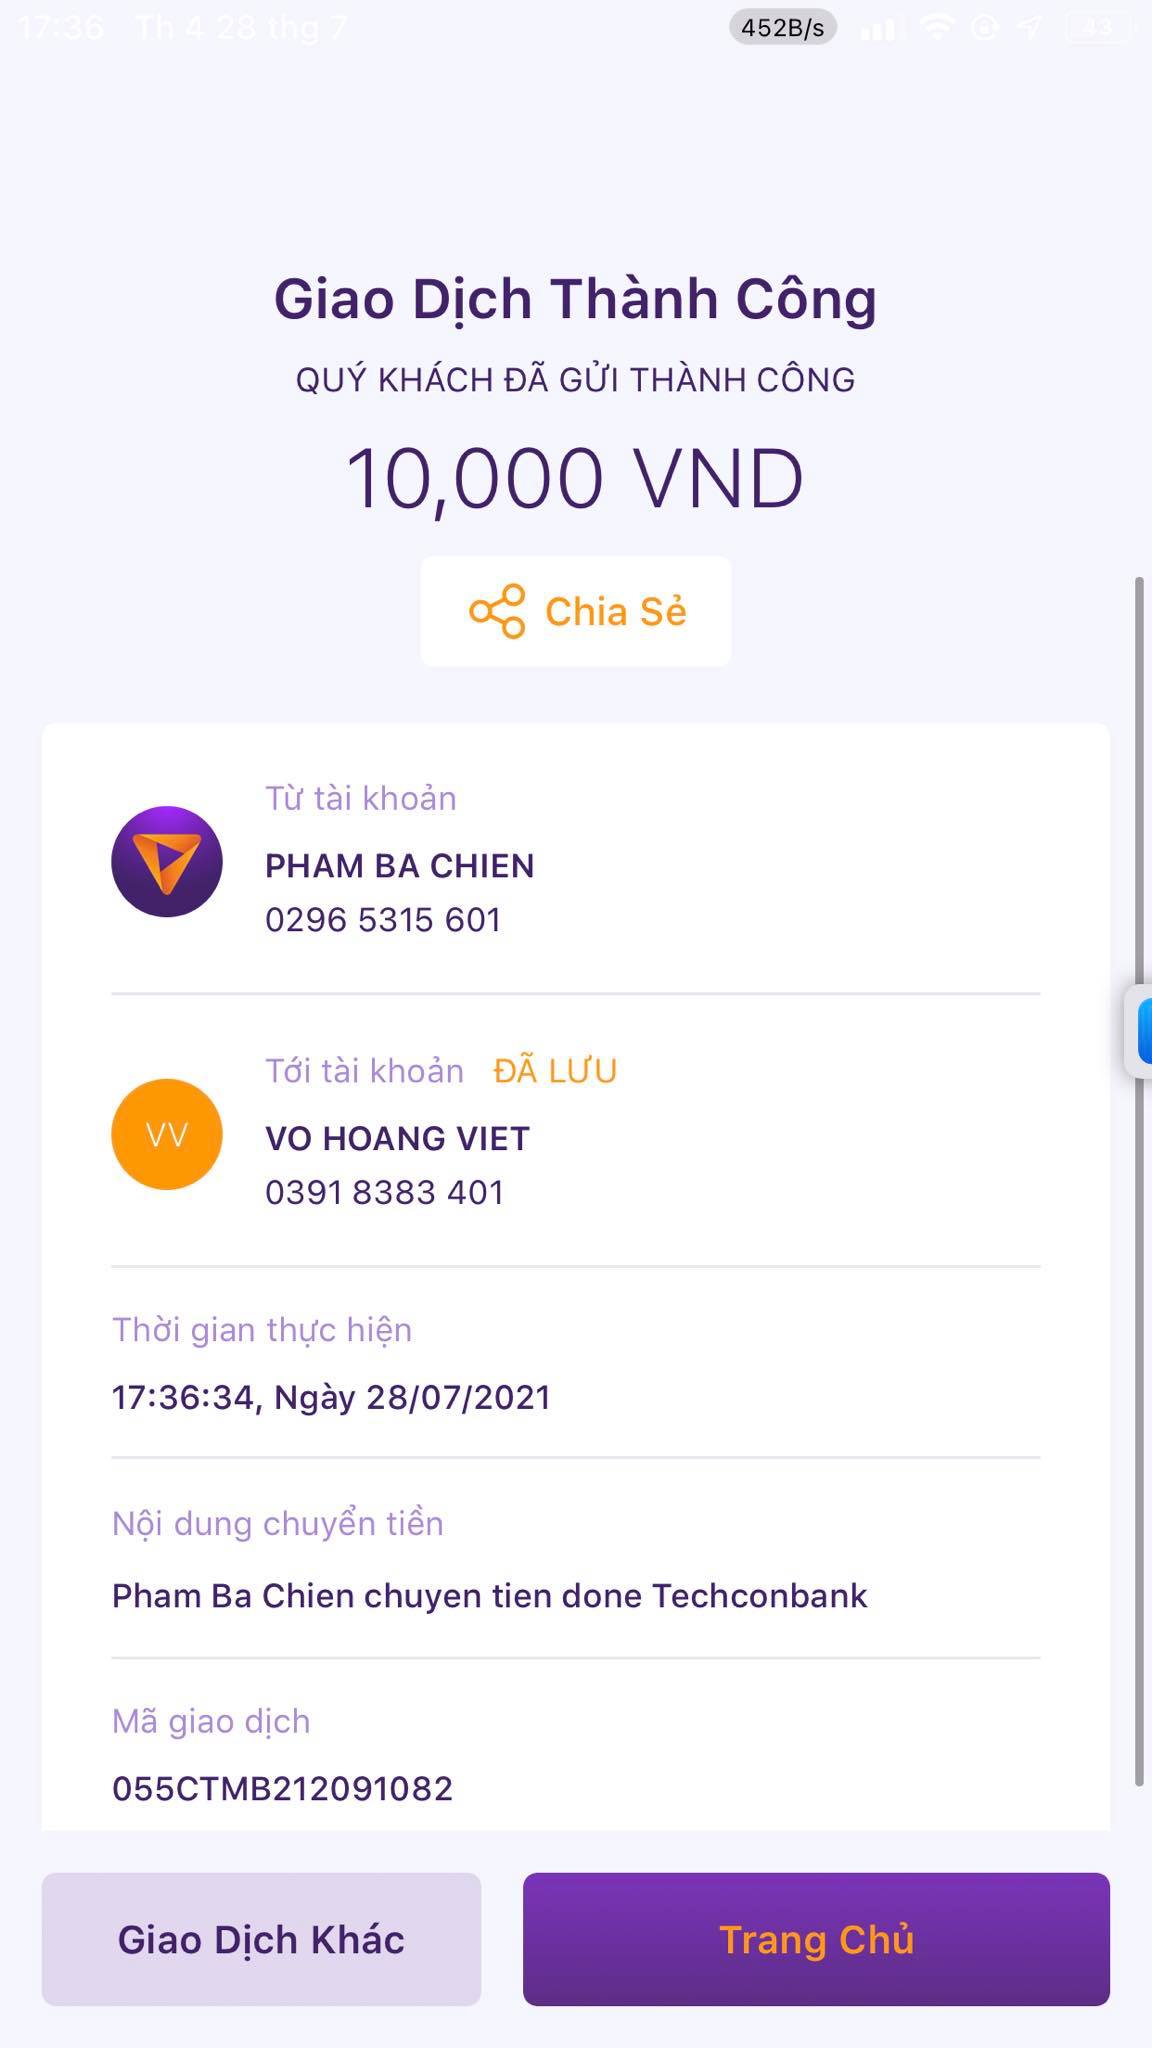 17:36 Th 4 28 thg 7 452B/s 43
Giao Dịch Thành Công
QUÝ KHÁCH ĐÃ GỬI THÀNH CÔNG
10,000 VND
Chia Sẻ
Từ tài khoản
PHAM BA CHIEN
0296 5315 601
Tới tài khoản ĐÃ LƯU
VV
VO HOANG VIET
0391 8383 401
Thời gian thực hiện
17:36:34, Ngày 28/07/2021
Nội dung chuyển tiền
Pham Ba Chien chuyen tien done Techconbank
Mã giao dịch
055CTMB212091082
Giao Dịch Khác
Trang Chủ